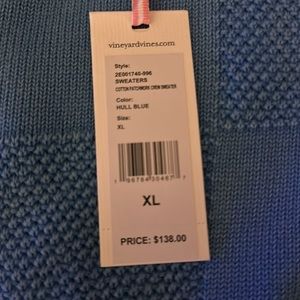 vineyardvines.com
Style:
2E001740-996
SWEATERS
COTTON PATCHWORK CREW SWEATER
Color:
HULL BLUE
Size:
XL
XL
PRICE: $138.00